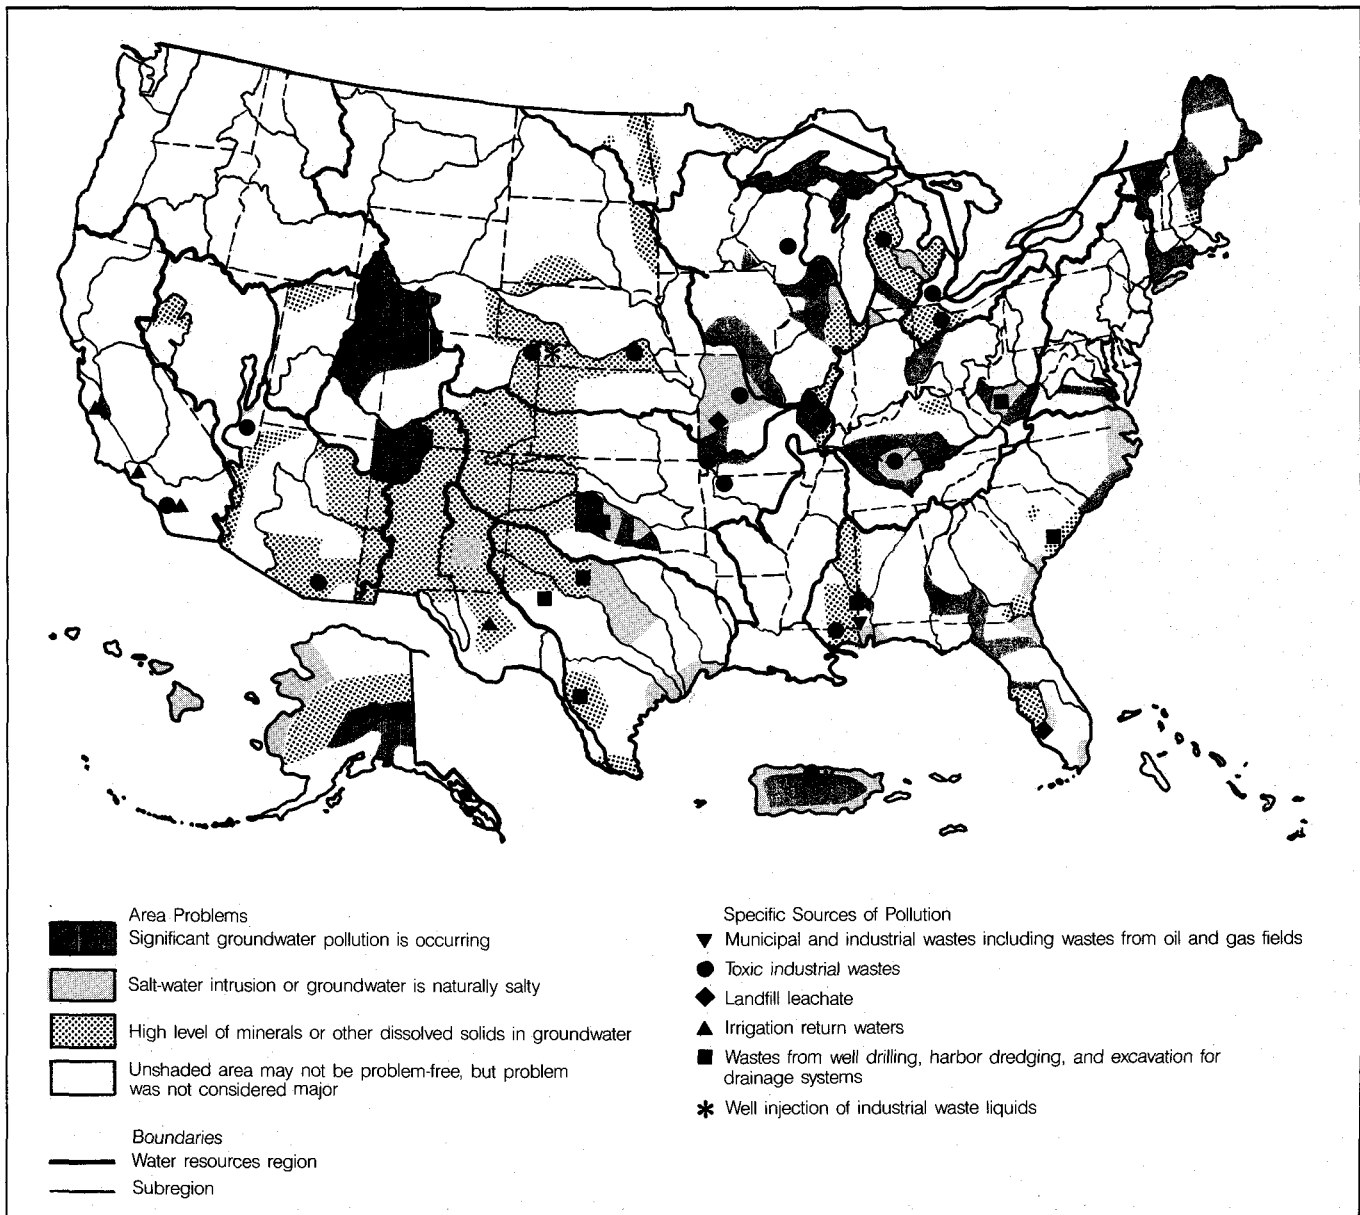 Area Problems
Significant groundwater pollution is occurring
Salt-water intrusion or groundwater is naturally salty
High level of minerals or other dissolved solids in groundwater
Unshaded area may not be problem-free, but problem
was not considered major
Boundaries
Water resources region
Subregion
Specific Sources of Pollution
Municipal and industrial wastes including wastes from oil and gas fields
Toxic industrial wastes
Landfill leachate
Irrigation return waters
Wastes from well drilling, harbor dredging, and excavation for
drainage systems
Well injection of industrial waste liquids